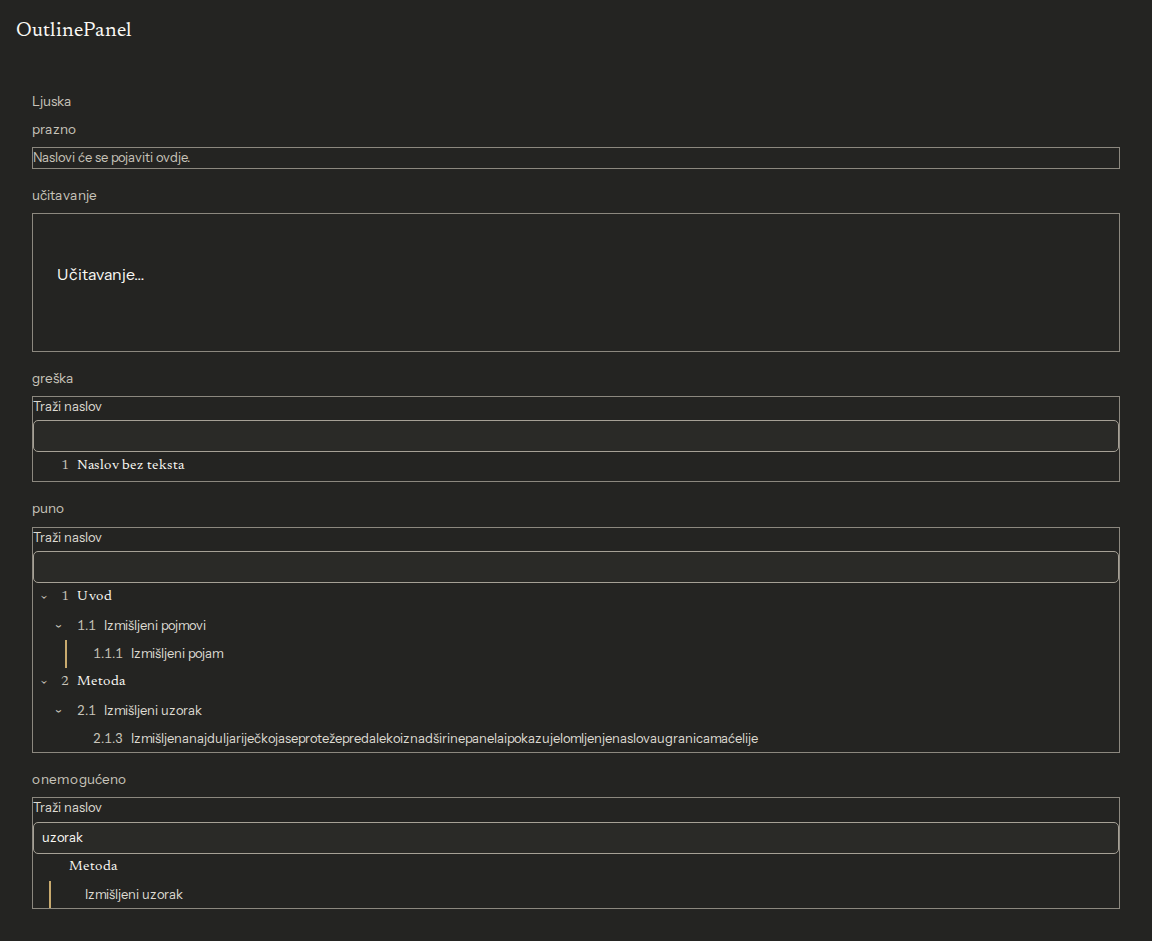 OutlinePanel
Ljuska
prazno
Naslovi će se pojaviti ovdje.
učitavanje
Učitavanje…
greška
Traži naslov
1 Naslov bez teksta
puno
Traži naslov
1 Uvod
1.1 Izmišljeni pojmovi
1.1.1 Izmišljeni pojam
2 Metoda
2.1 Izmišljeni uzorak
2.1.3 Izmišljenanajduljariječkojaseprotežepredalekoiznadširinepanelaipokazujelomljenjenaslovaugranicamaćelije
onemogućeno
Traži naslov
uzorak
Metoda
Izmišljeni uzorak